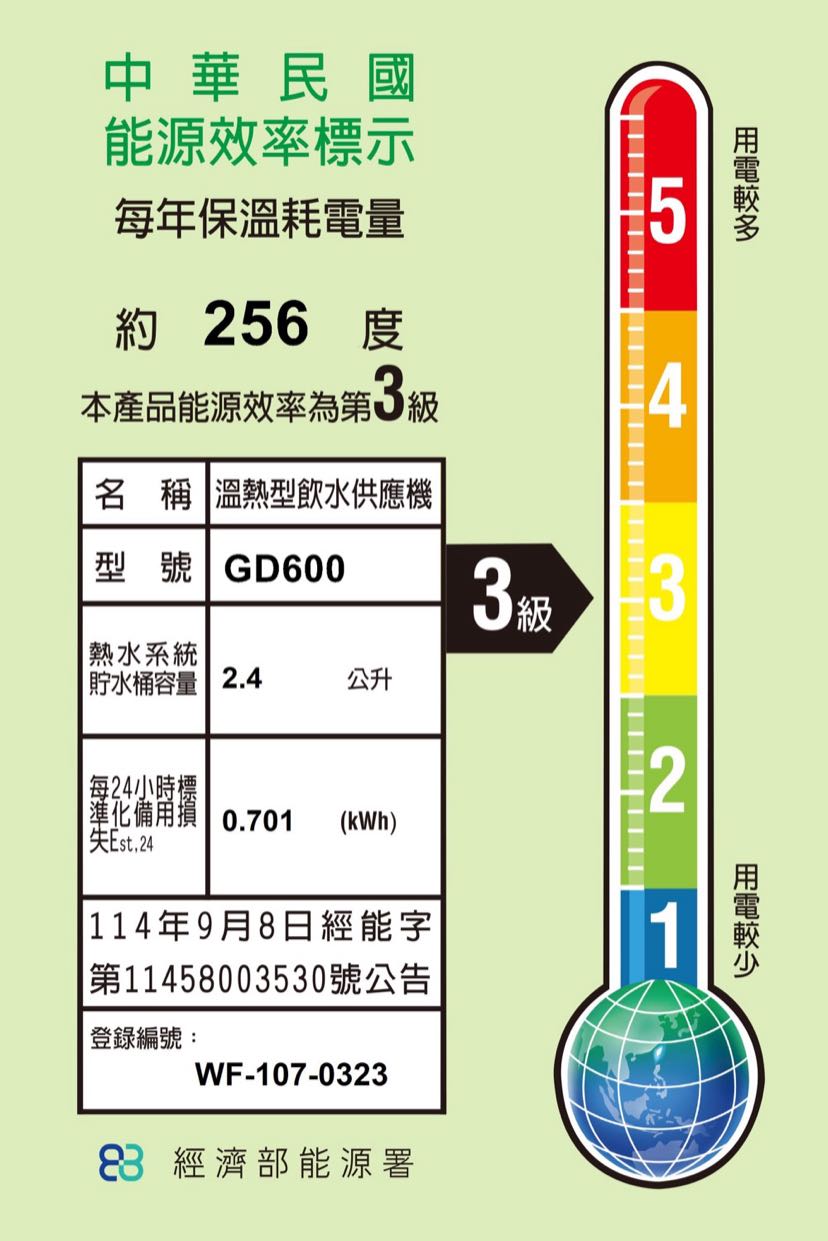 中華民國
能源效率標示
每年保溫耗電量
約 256 度
本產品能源效率為第3級
名稱 溫熱型飲水供應機
型號 GD600
熱水系統
貯水桶容量 2.4 公升
每24小時標
準化備用損
失Est,24 0.701 (kWh)
114年9月8日經能字
第11458003530號公告
登錄編號：
WF-107-0323
經濟部能源署
3級
用電較多
5
4
3
2
1
用電較少